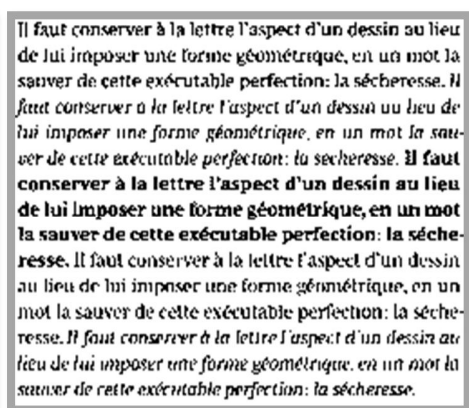 Il faut conserver à la lettre l'aspect d'un dessin au lieu
de lui imposer une forme géométrique, en un mot la
sauver de cette exécutable perfection: la sécheresse. Il
faut conserver à la lettre l'aspect d'un dessin au lieu de
lui imposer une forme géométrique, en un mot la sau-
ver de cette exécutable perfection: la sécheresse. Il faut
conserver à la lettre l'aspect d'un dessin au lieu
de lui imposer une forme géométrique, en un mot
la sauver de cette exécutable perfection: la séche-
resse. Il faut conserver à la lettre l'aspect d'un dessin
au lieu de lui imposer une forme géométrique, en un
mot la sauver de cette exécutable perfection: la séche-
resse. Il faut conserver à la lettre l'aspect d'un dessin au
lieu de lui imposer une forme géométrique, en un mot la
sauver de cette exécutable perfection: la sécheresse.